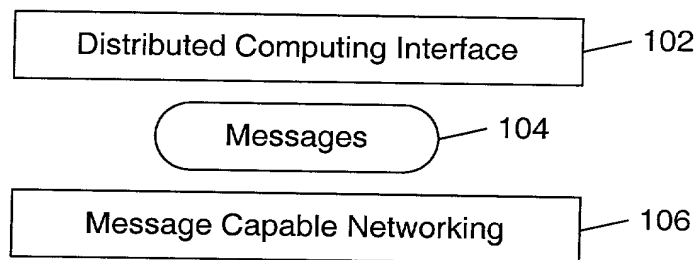 Distributed Computing Interface 102
Messages 104
Message Capable Networking 106